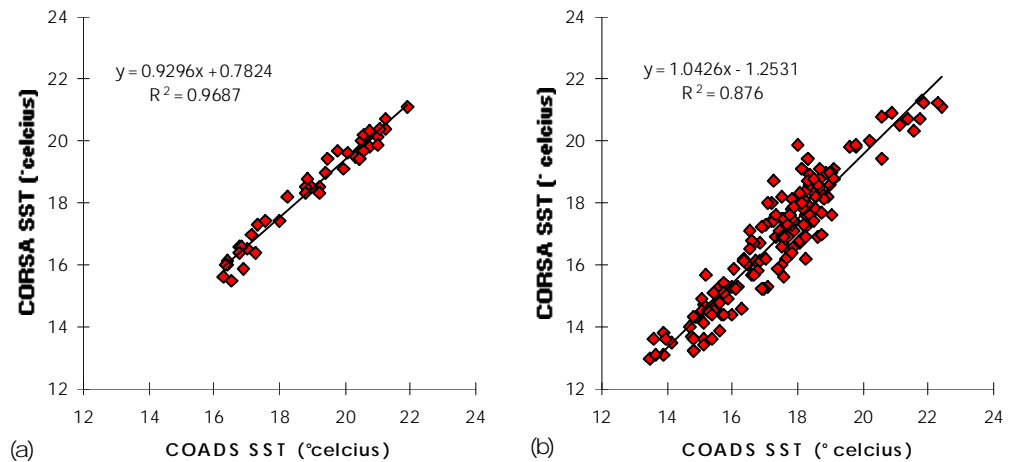 24
22
20
18
16
14
12
12 14 16 18 20 22 24
CORSA SST (°celcius)
COADS SST (°celcius)
y = 0.9296x + 0.7824
R² = 0.9687
(a)
24
22
20
18
16
14
12
12 14 16 18 20 22 24
CORSA SST (° celcius)
COADS SST (° celcius)
y = 1.0426x - 1.2531
R² = 0.876
(b)